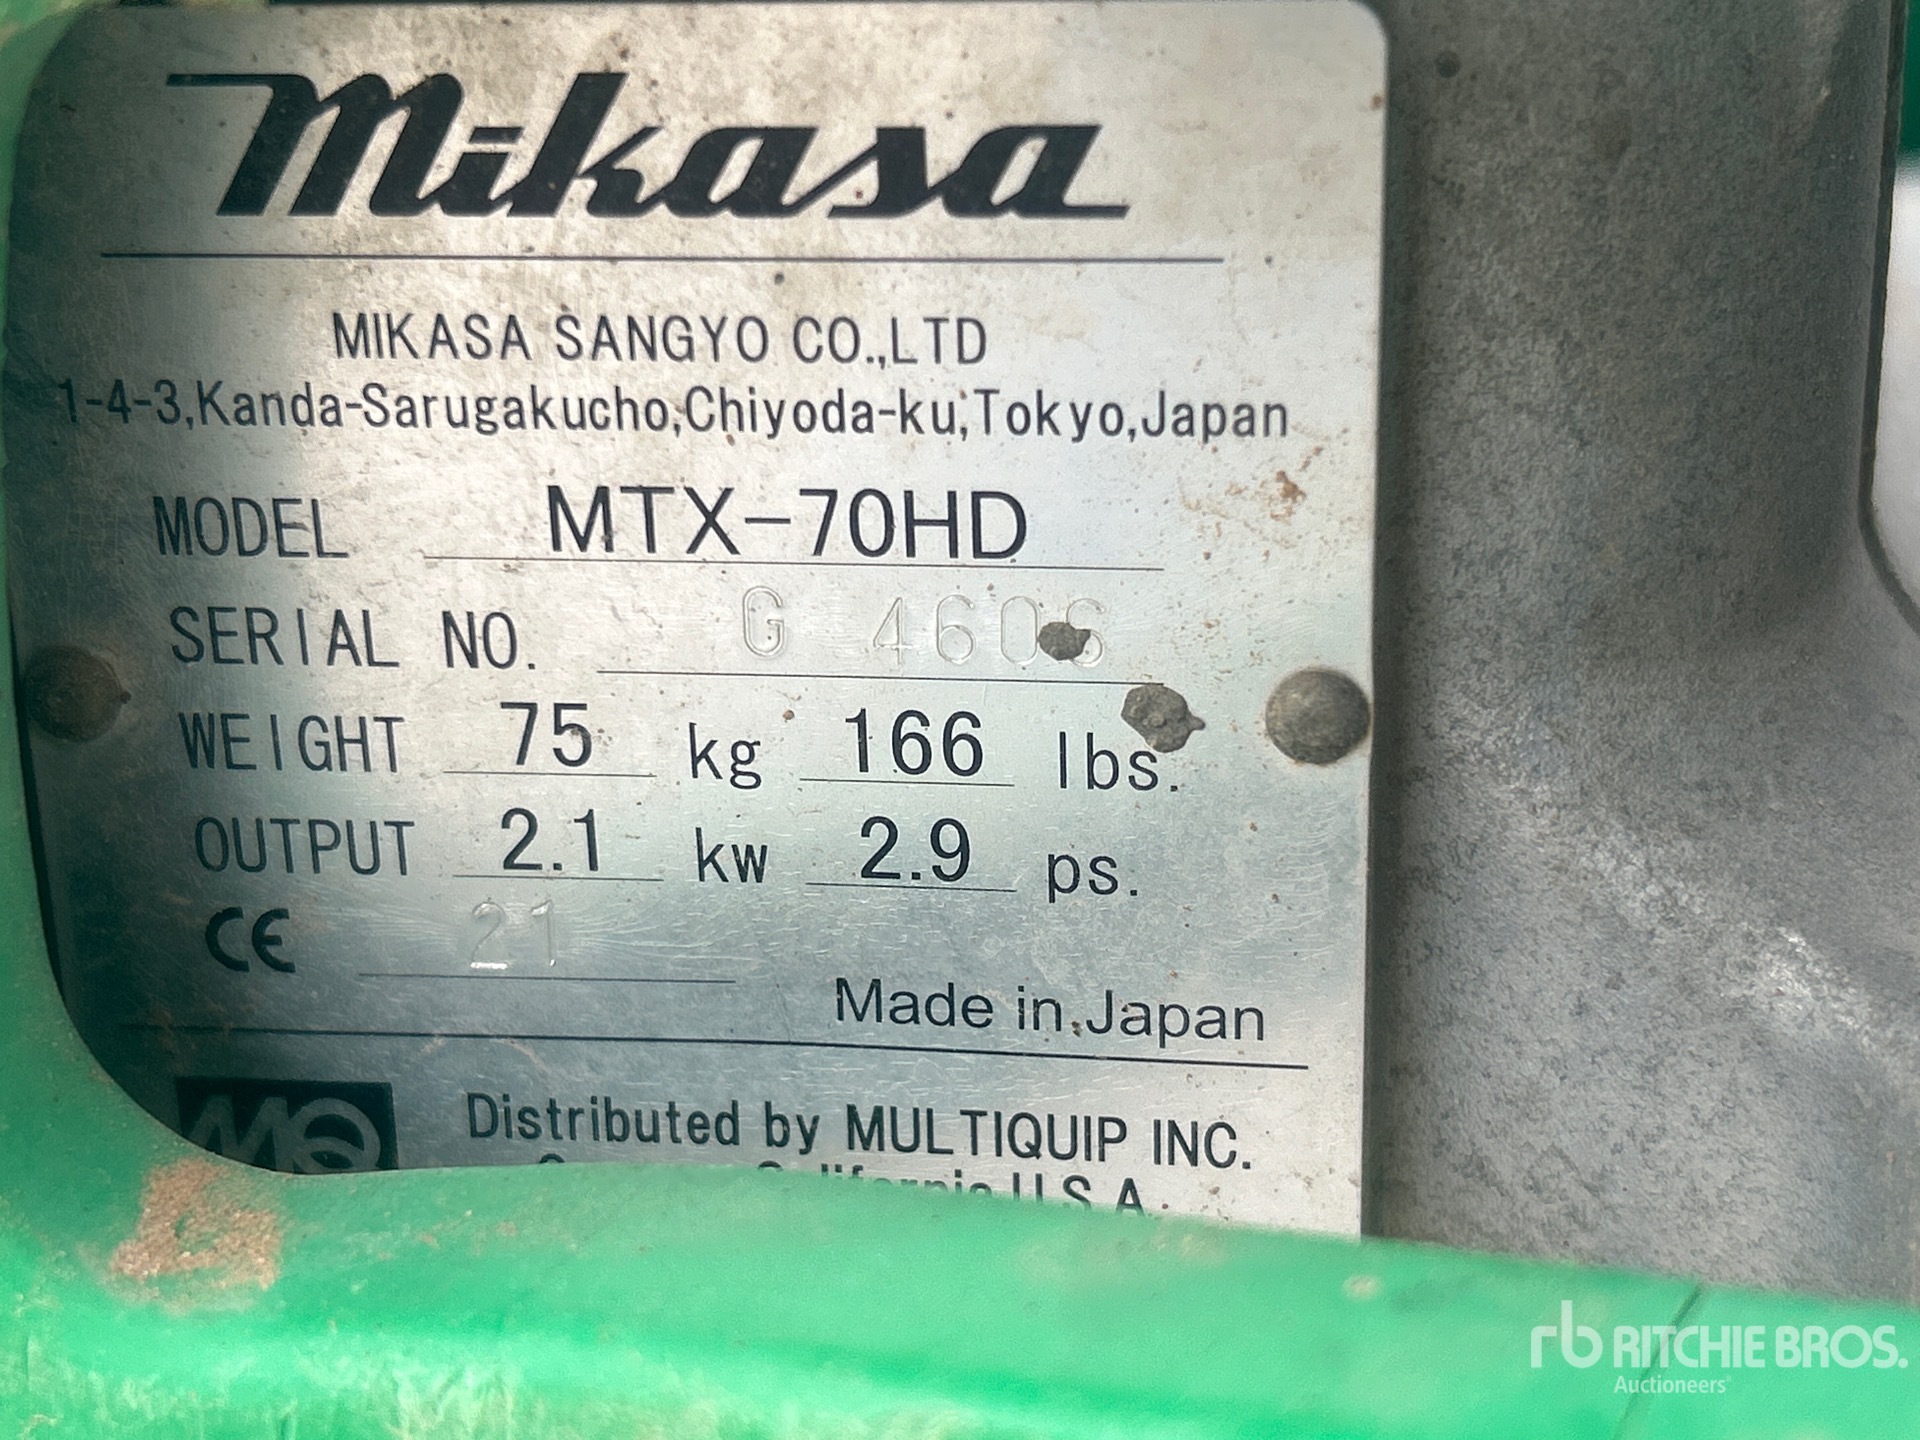 mikasa
MIKASA SANGYO CO.,LTD
1-4-3,Kanda-Sarugakucho,Chiyoda-ku,Tokyo,Japan
MODEL MTX-70HD
SERIAL NO. G
WEIGHT 75 kg 166 lbs.
OUTPUT 2.1 kw 2.9 ps.
CE 21
Made in Japan
MQ Distributed by MULTIQUIP INC.
U.S.A.
rb RITCHIE BROS.
Auctioneers